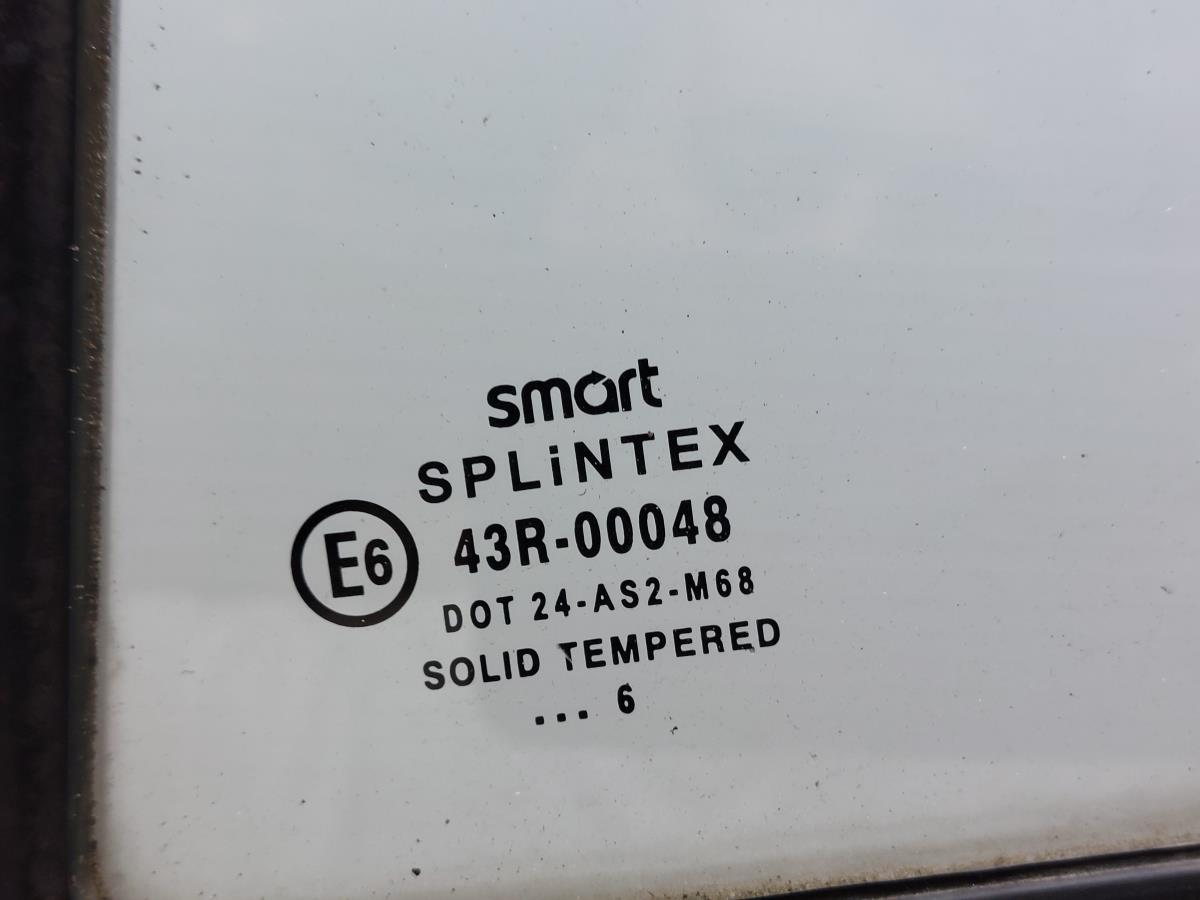 smart
SPLiNTEX
E6 43R-00048
DOT 24-AS2-M68
SOLID TEMPERED
... 6